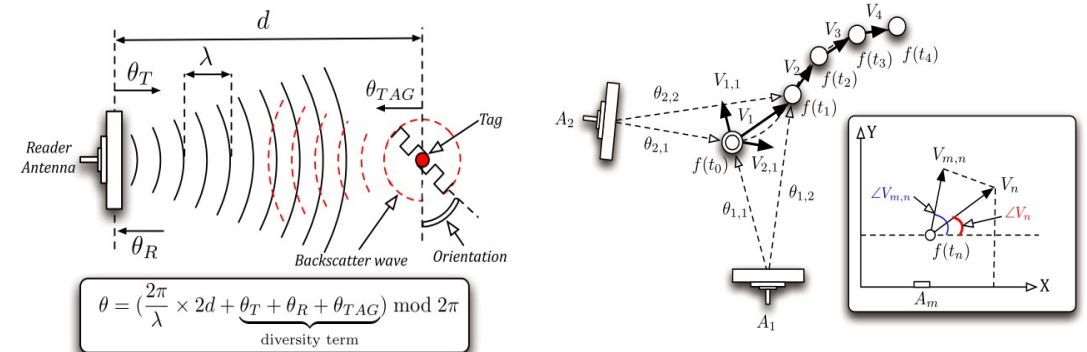 d
θ_T
λ
θ_TAG
Tag
Reader
Antenna
θ_R
Backscatter wave
Orientation
θ = (2π/λ × 2d + θ_T + θ_R + θ_TAG) mod 2π
diversity term
V_4
V_3
f(t_4)
f(t_3)
V_2
f(t_2)
V_{1,1}
θ_{2,2}
f(t_1)
A_2
V_1
θ_{2,1}
f(t_0)
V_{2,1}
θ_{1,1}
θ_{1,2}
A_1
Y
V_{m,n}
V_n
∠V_{m,n}
∠V_n
f(t_n)
X
A_m